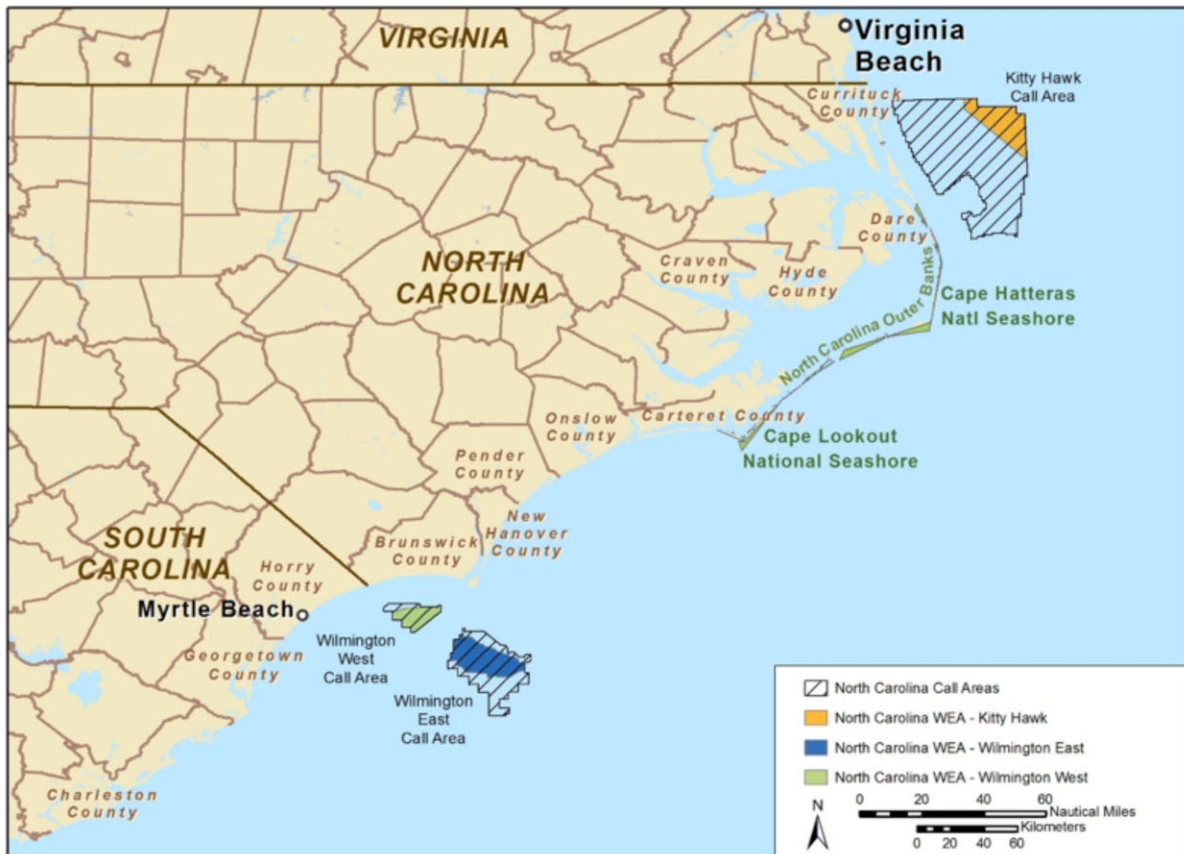 VIRGINIA
Virginia
Beach
Kitty Hawk
Call Area
Currituck
County
Dare
County
NORTH
CAROLINA
Craven
County
Hyde
County
North Carolina Outer Banks
Cape Hatteras
Natl Seashore
Onslow
County
Carteret County
Cape Lookout
National Seashore
Pender
County
New
Hanover
County
Brunswick
County
SOUTH
CAROLINA
Horry
County
Myrtle Beach
Georgetown
County
Wilmington
West
Call Area
Wilmington
East
Call Area
Charleston
County
North Carolina Call Areas
North Carolina WEA - Kitty Hawk
North Carolina WEA - Wilmington East
North Carolina WEA - Wilmington West
N
0 20 40 60
Nautical Miles
Kilometers
0 20 40 60